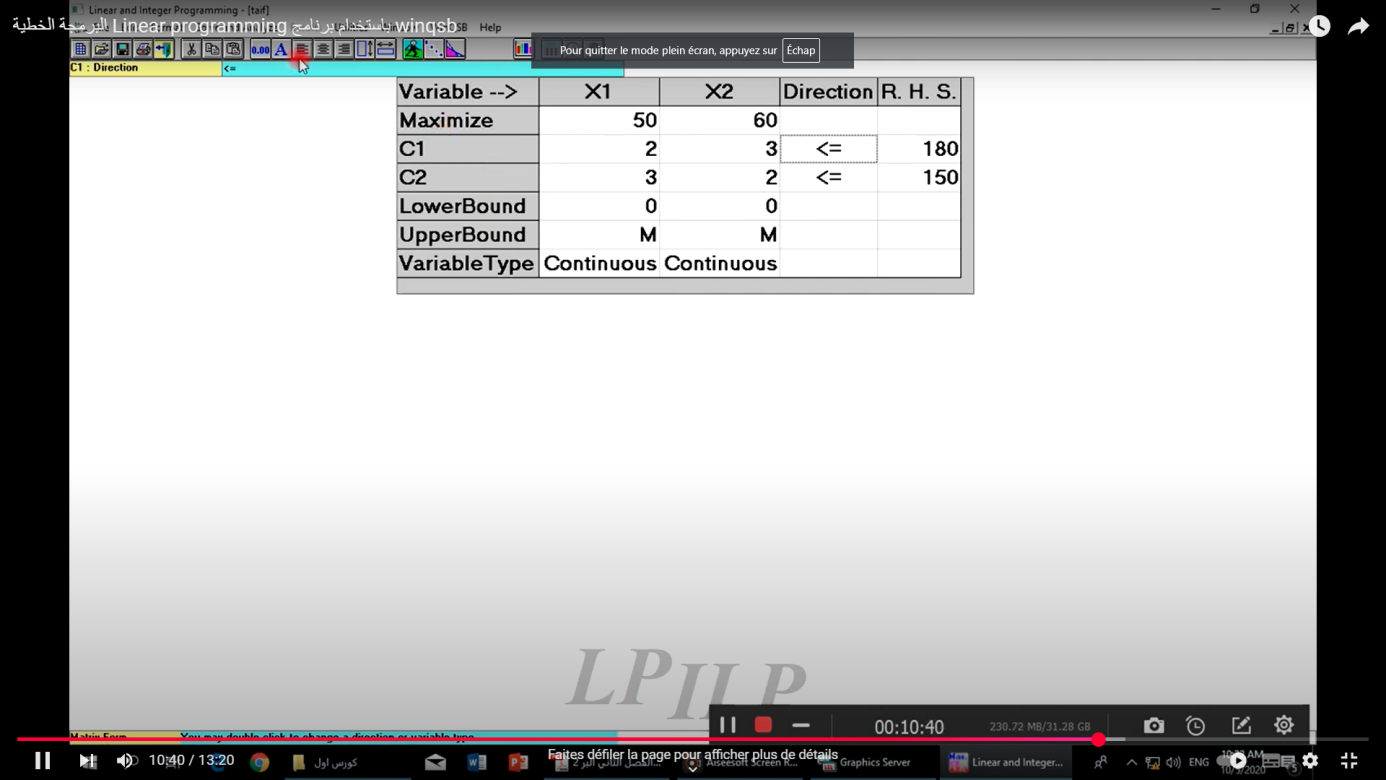 Linear and Integer Programming - [taif]
البرمجة الخطية Linear programming باستخدام برنامج winqsb
Help
0.00 A
Pour quitter le mode plein écran, appuyez sur Échap
C1 : Direction <=
Variable --> X1 X2 Direction R. H. S.
Maximize 50 60
C1 2 3 <= 180
C2 3 2 <= 150
LowerBound 0 0
UpperBound M M
VariableType Continuous Continuous
LP ILP
00:10:40 230.72 MB/31.28 GB
Matrix Form You may double click to change a direction or variable type
Faites défiler la page pour afficher plus de détails
10:40 / 13:20
كورس اول
Aiseesoft Screen R...
Graphics Server
Linear and Integer...
ENG